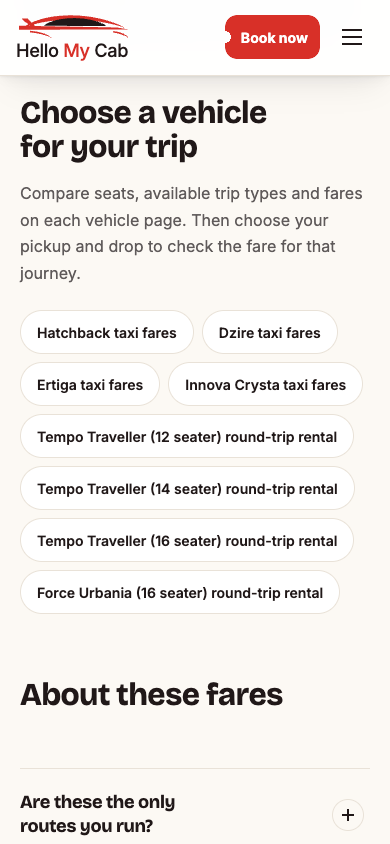 Hello My Cab
Book now
Choose a vehicle
for your trip
Compare seats, available trip types and fares
on each vehicle page. Then choose your
pickup and drop to check the fare for that
journey.
Hatchback taxi fares
Dzire taxi fares
Ertiga taxi fares
Innova Crysta taxi fares
Tempo Traveller (12 seater) round-trip rental
Tempo Traveller (14 seater) round-trip rental
Tempo Traveller (16 seater) round-trip rental
Force Urbania (16 seater) round-trip rental
About these fares
Are these the only
routes you run?